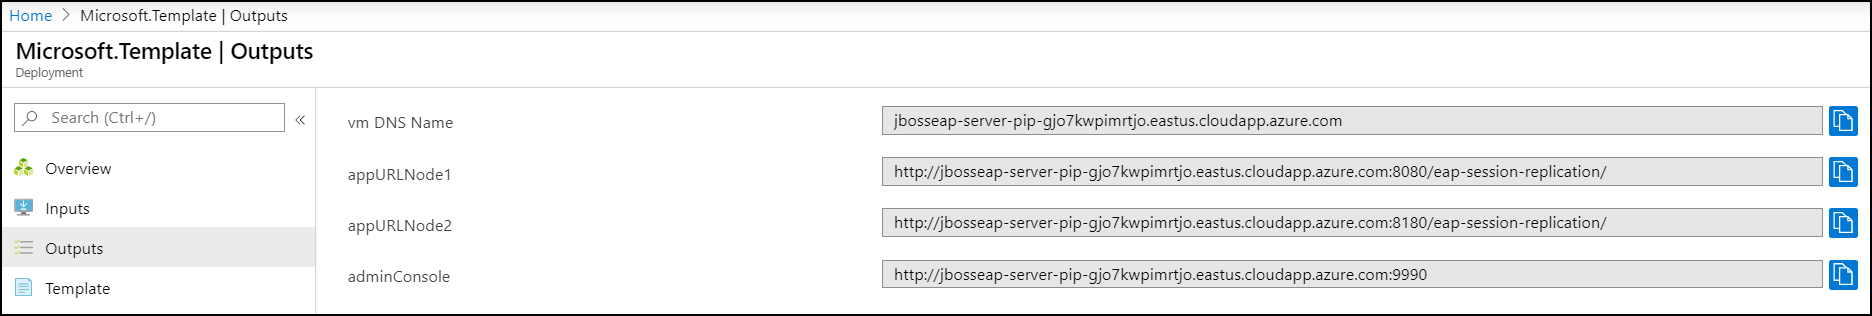 Home > Microsoft.Template | Outputs
Microsoft.Template | Outputs
Deployment
Search (Ctrl+/)
«
Overview
Inputs
Outputs
Template
vm DNS Name
jbosseap-server-pip-gjo7kwpimrtjo.eastus.cloudapp.azure.com
appURLNode1
http://jbosseap-server-pip-gjo7kwpimrtjo.eastus.cloudapp.azure.com:8080/eap-session-replication/
appURLNode2
http://jbosseap-server-pip-gjo7kwpimrtjo.eastus.cloudapp.azure.com:8180/eap-session-replication/
adminConsole
http://jbosseap-server-pip-gjo7kwpimrtjo.eastus.cloudapp.azure.com:9990